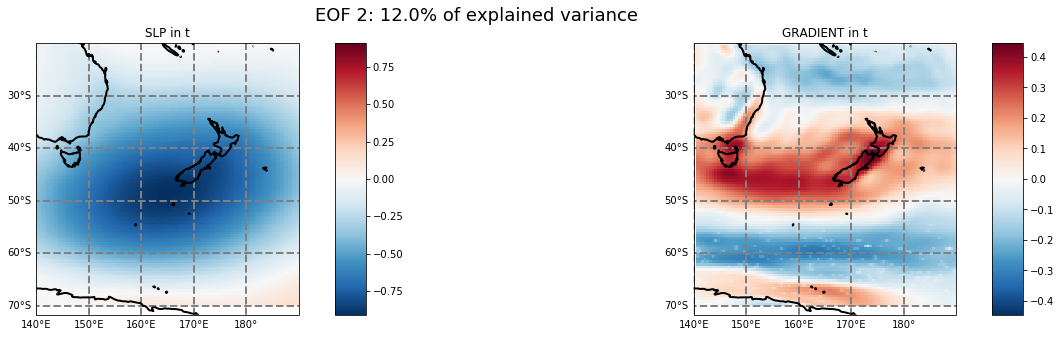 EOF 2: 12.0% of explained variance
SLP in t
30°S
40°S
50°S
60°S
70°S
140°E 150°E 160°E 170°E 180°
0.75
0.50
0.25
0.00
−0.25
−0.50
−0.75
GRADIENT in t
30°S
40°S
50°S
60°S
70°S
140°E 150°E 160°E 170°E 180°
0.4
0.3
0.2
0.1
0.0
−0.1
−0.2
−0.3
−0.4